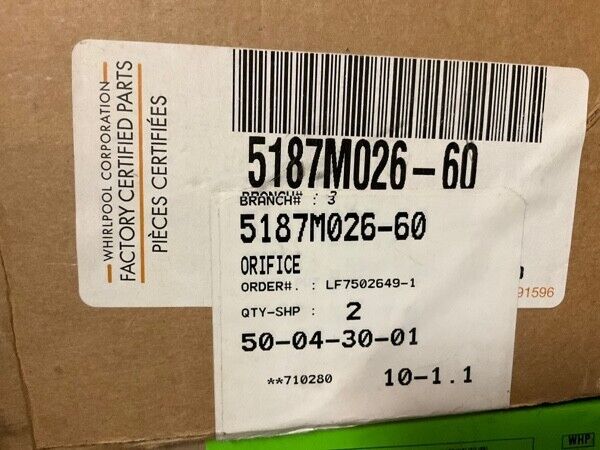 WHIRLPOOL CORPORATION
FACTORY CERTIFIED PARTS
PIÈCES CERTIFIÉES
5187M026-60
BRANCH# : 3
5187M026-60
ORIFICE
ORDER#. : LF7502649-1
QTY-SHP : 2
50-04-30-01
**710280 10-1.1
91596
WHP